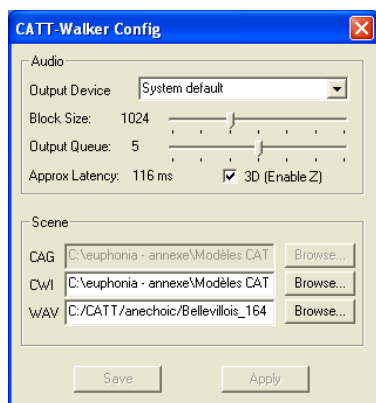 CATT-Walker Config
Audio
Output Device System default
Block Size: 1024
Output Queue: 5
Approx Latency: 116 ms 3D (Enable Z)
Scene
CAG C:\euphonia - annexe\Modèles CAT Browse...
CWI C:\euphonia - annexe\Modèles CAT Browse...
WAV C:/CATT/anechoic/Bellevillois_164 Browse...
Save Apply